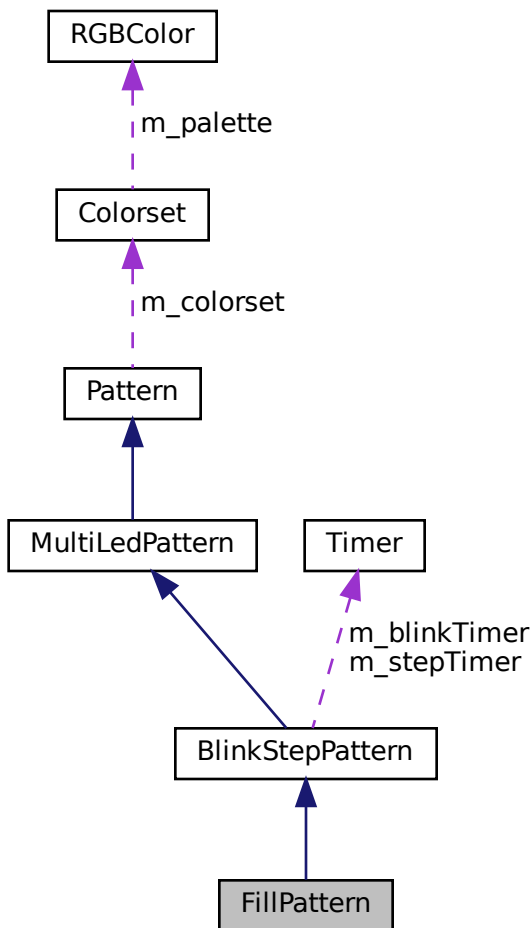 RGBColor
m_palette
Colorset
m_colorset
Pattern
MultiLedPattern
Timer
m_blinkTimer
m_stepTimer
BlinkStepPattern
FillPattern